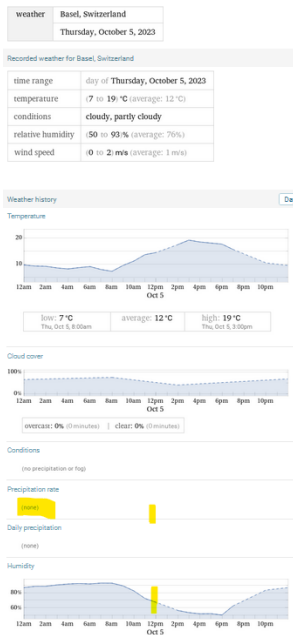 weather
Basel, Switzerland
Thursday, October 5, 2023
Recorded weather for Basel, Switzerland
time range day of Thursday, October 5, 2023
temperature (7 to 19) °C (average: 12 °C)
conditions cloudy, partly cloudy
relative humidity (50 to 93)% (average: 76%)
wind speed (0 to 2) m/s (average: 1 m/s)
Weather history Da
Temperature
20
10
12am 2am 4am 6am 8am 10am 12pm 2pm 4pm 6pm 8pm 10pm
Oct 5
low: 7 °C average: 12 °C high: 19 °C
Thu, Oct 5, 8:00am Thu, Oct 5, 3:00pm
Cloud cover
100%
0%
12am 2am 4am 6am 8am 10am 12pm 2pm 4pm 6pm 8pm 10pm
Oct 5
overcast: 0% (0 minutes) | clear: 0% (0 minutes)
Conditions
(no precipitation or fog)
Precipitation rate
(none)
Daily precipitation
(none)
Humidity
80%
60%
12am 2am 4am 6am 8am 10am 12pm 2pm 4pm 6pm 8pm 10pm
Oct 5